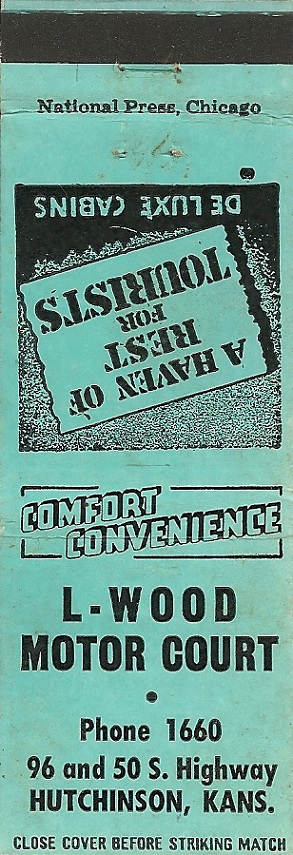 National Press, Chicago
A HAVEN OF
REST
FOR
TOURISTS
DE LUXE CABINS
COMFORT
CONVENIENCE
L-WOOD
MOTOR COURT
Phone 1660
96 and 50 S. Highway
HUTCHINSON, KANS.
CLOSE COVER BEFORE STRIKING MATCH